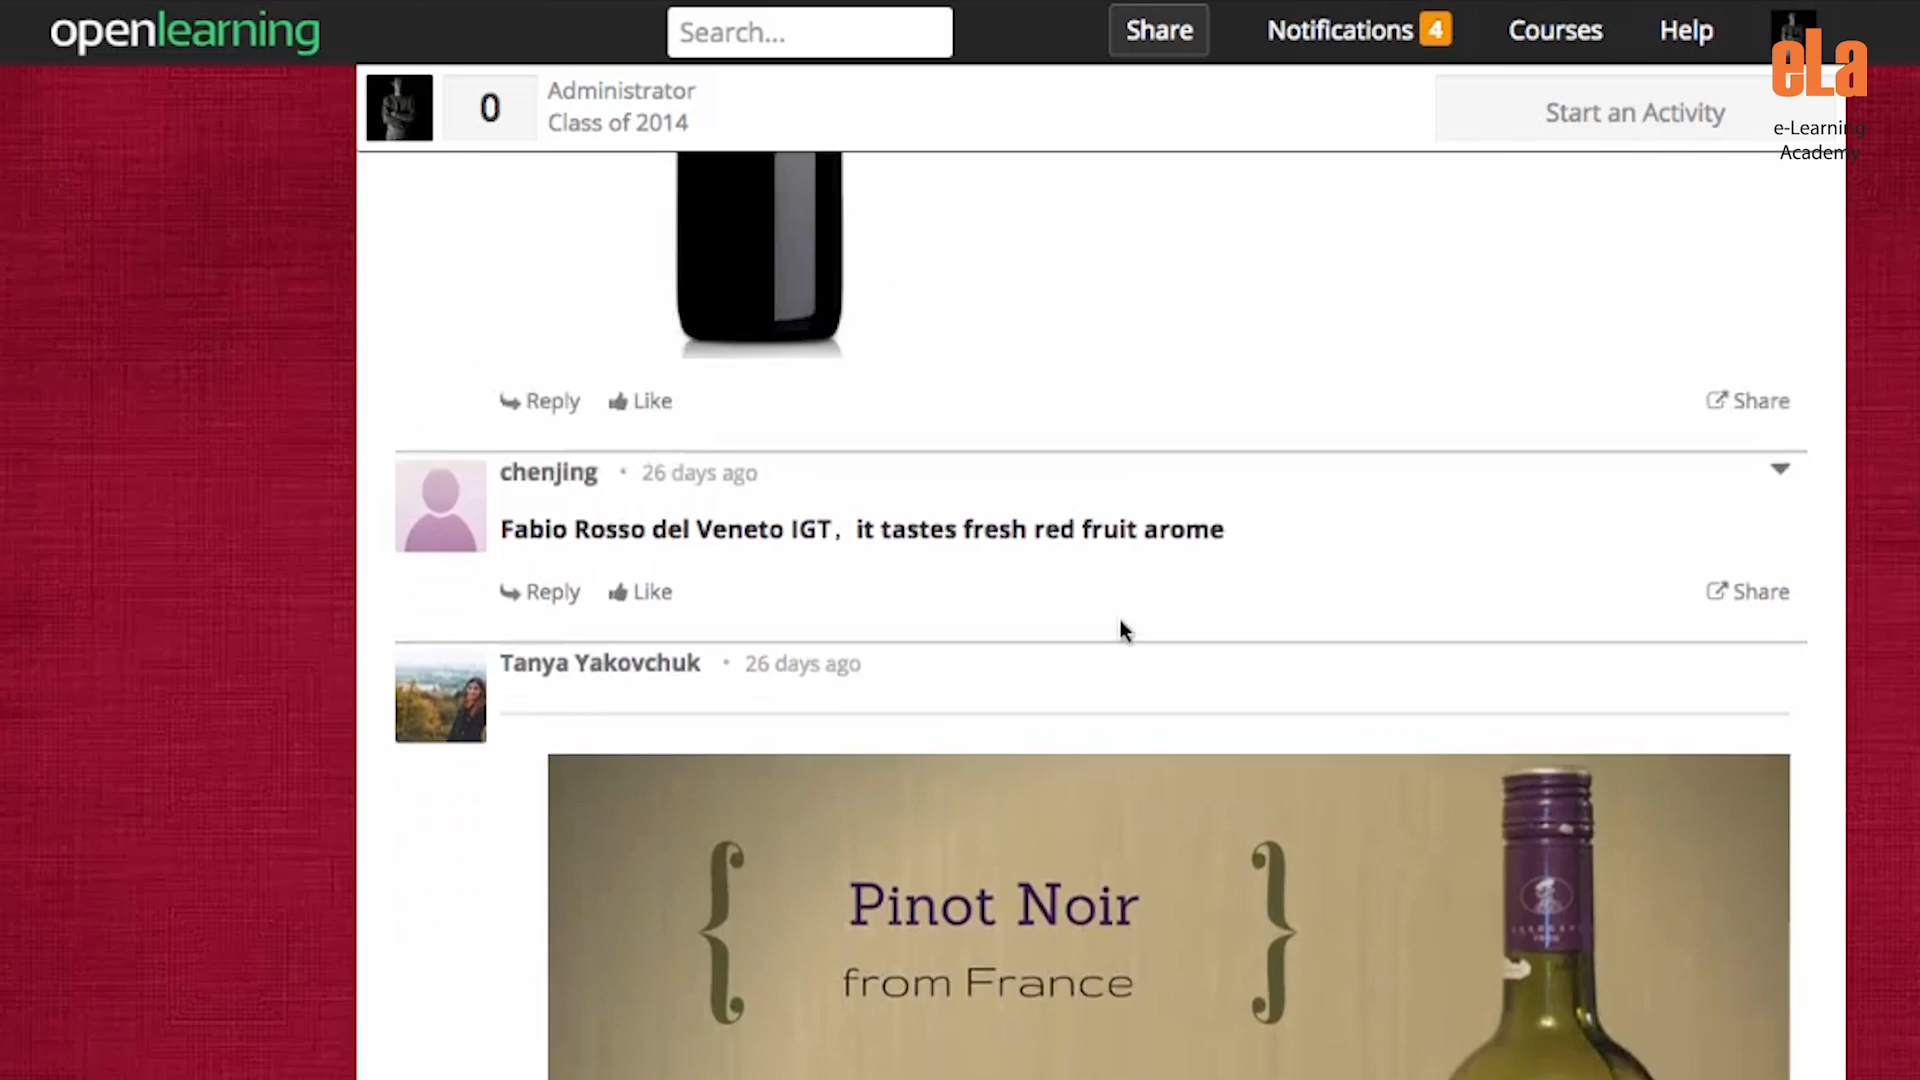 openlearning
Search...
Share
Notifications 4
Courses
Help
eLa
e-Learning
Academy
0
Administrator
Class of 2014
Start an Activity
Reply
Like
Share
chenjing • 26 days ago
Fabio Rosso del Veneto IGT，it tastes fresh red fruit arome
Reply
Like
Share
Tanya Yakovchuk • 26 days ago
{ Pinot Noir }
from France